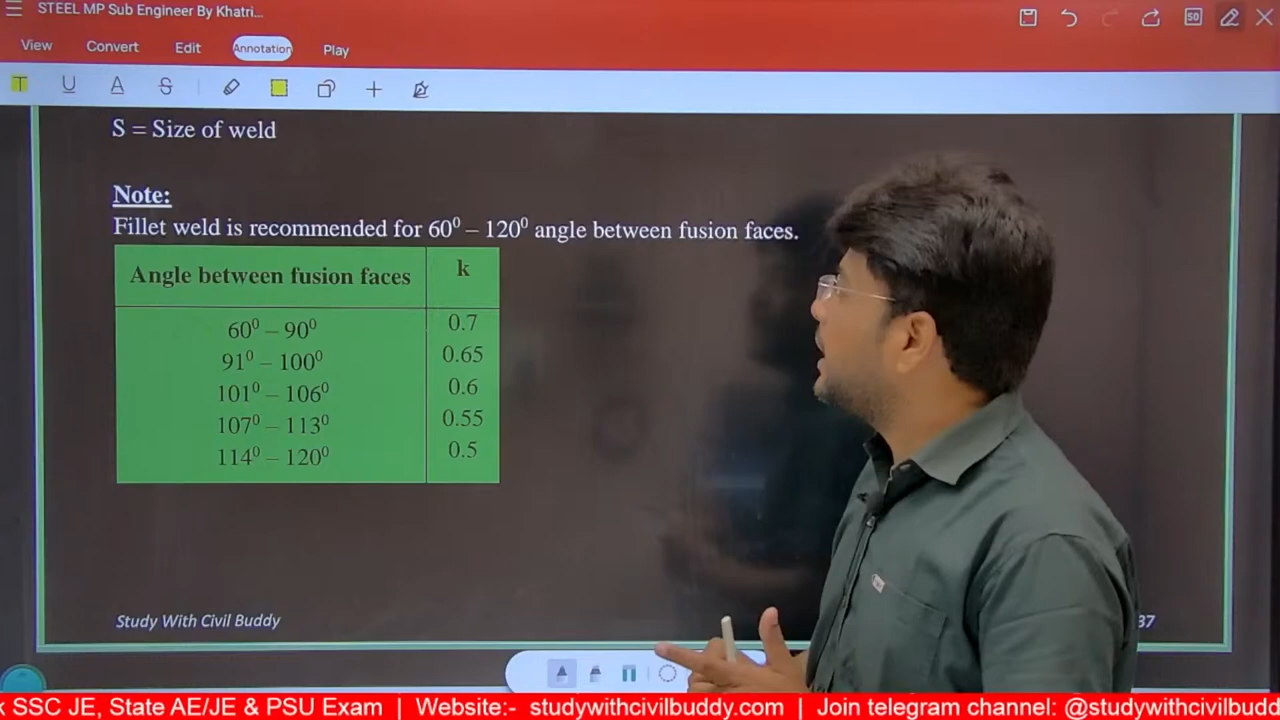 STEEL MP Sub Engineer By Khatri...
50
View Convert Edit Annotation Play
T U A S
S = Size of weld
Note:
Fillet weld is recommended for 60⁰ – 120⁰ angle between fusion faces.
Angle between fusion faces k
60⁰ – 90⁰ 0.7
91⁰ – 100⁰ 0.65
101⁰ – 106⁰ 0.6
107⁰ – 113⁰ 0.55
114⁰ – 120⁰ 0.5
Study With Civil Buddy 37
k SSC JE, State AE/JE & PSU Exam | Website:- studywithcivilbuddy.com | Join telegram channel: @studywithcivilbudd